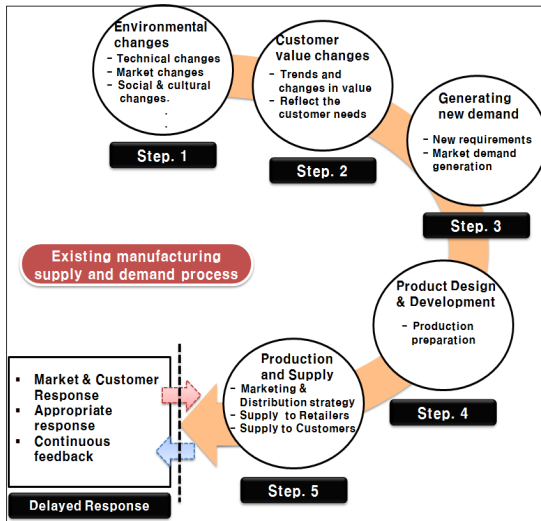 Environmental
changes
- Technical changes
- Market changes
- Social & cultural
changes.
.
.
Step. 1
Customer
value changes
- Trends and
changes in value
- Reflect the
customer needs
Step. 2
Generating
new demand
- New requirements
- Market demand
generation
Step. 3
Existing manufacturing
supply and demand process
Product Design
& Development
- Production
preparation
Step. 4
Production
and Supply
- Marketing &
Distribution strategy
- Supply to Retailers
- Supply to Customers
Step. 5
▪ Market & Customer
Response
▪ Appropriate
response
▪ Continuous
feedback
Delayed Response